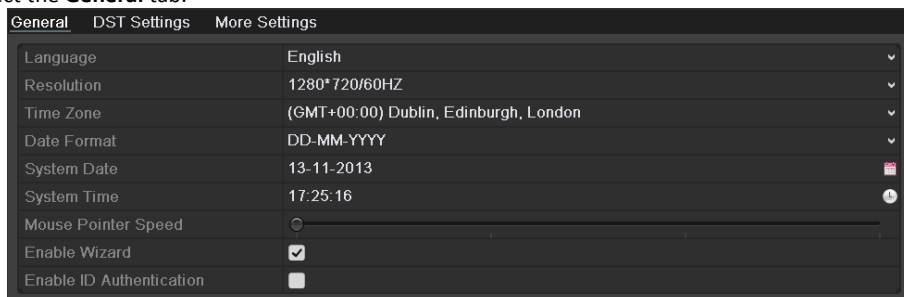 the General tab.
General DST Settings More Settings
Language English
Resolution 1280*720/60HZ
Time Zone (GMT+00:00) Dublin, Edinburgh, London
Date Format DD-MM-YYYY
System Date 13-11-2013
System Time 17:25:16
Mouse Pointer Speed
Enable Wizard
Enable ID Authentication